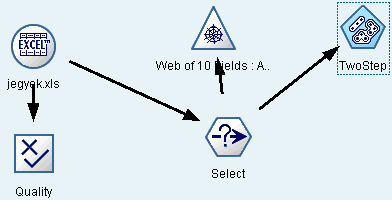 EXCEL
jegyek.xls
Web of 10 Fields : A..
TwoStep
Select
Quality